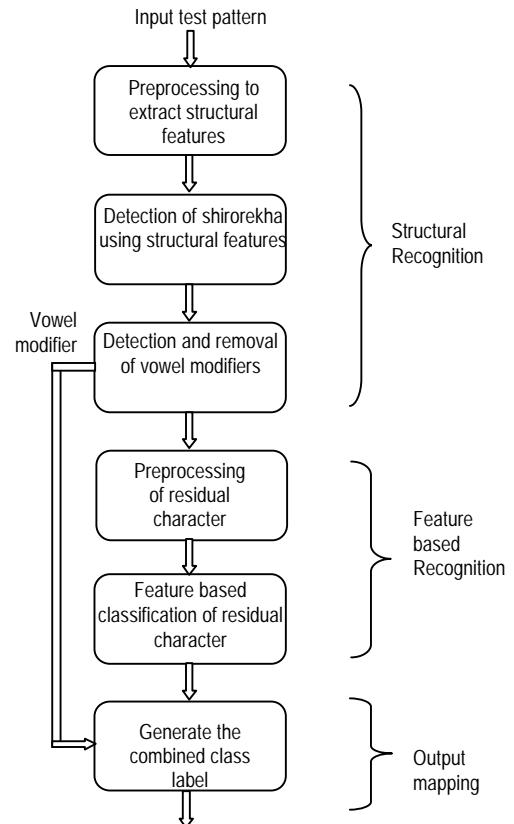 Input test pattern
Preprocessing to
extract structural
features
Detection of shirorekha
using structural features
Structural
Recognition
Vowel
modifier
Detection and removal
of vowel modifiers
Preprocessing
of residual
character
Feature
based
Recognition
Feature based
classification of residual
character
Generate the
combined class
label
Output
mapping